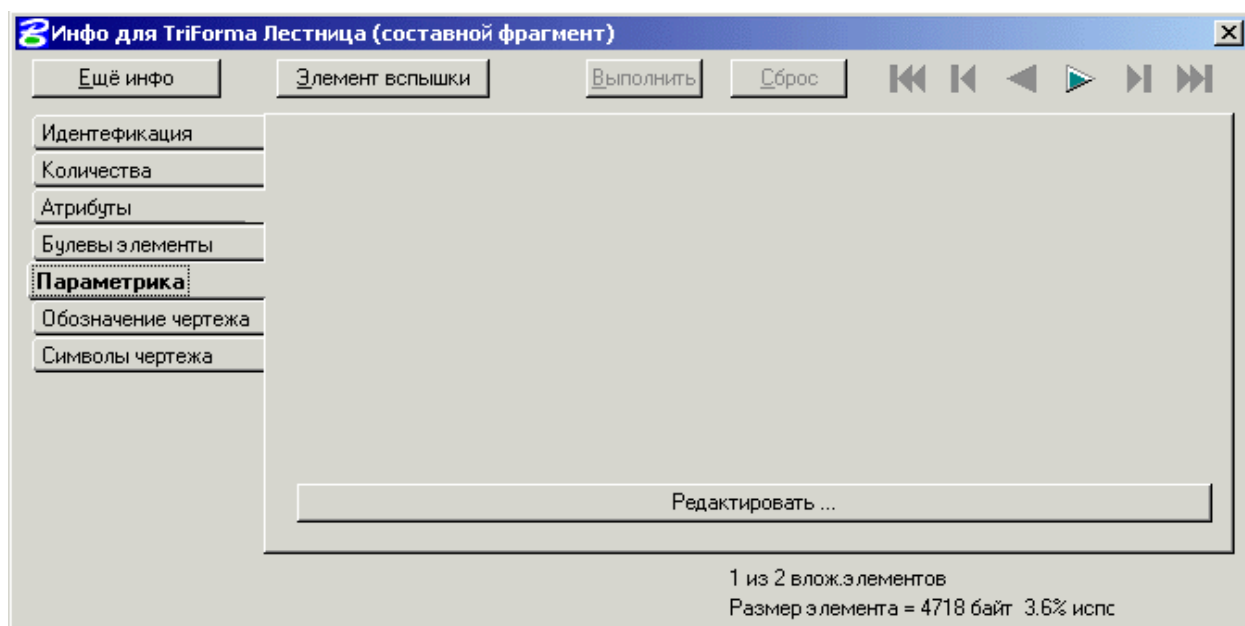 Инфо для TriForma Лестница (составной фрагмент)
Ещё инфо Элемент вспышки Выполнить Сброс
Идентефикация
Количества
Атрибуты
Булевы элементы
Параметрика
Обозначение чертежа
Символы чертежа
Редактировать ...
1 из 2 влож.элементов
Размер элемента = 4718 байт 3.6% испс